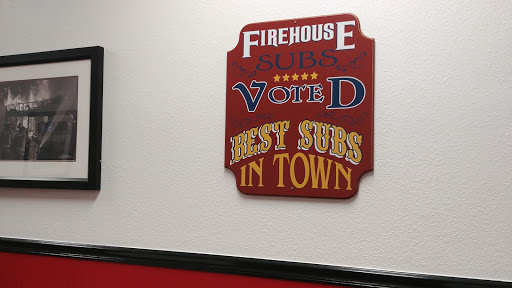 FIREHOUSE
SUBS
VOTED
BEST SUBS
IN TOWN